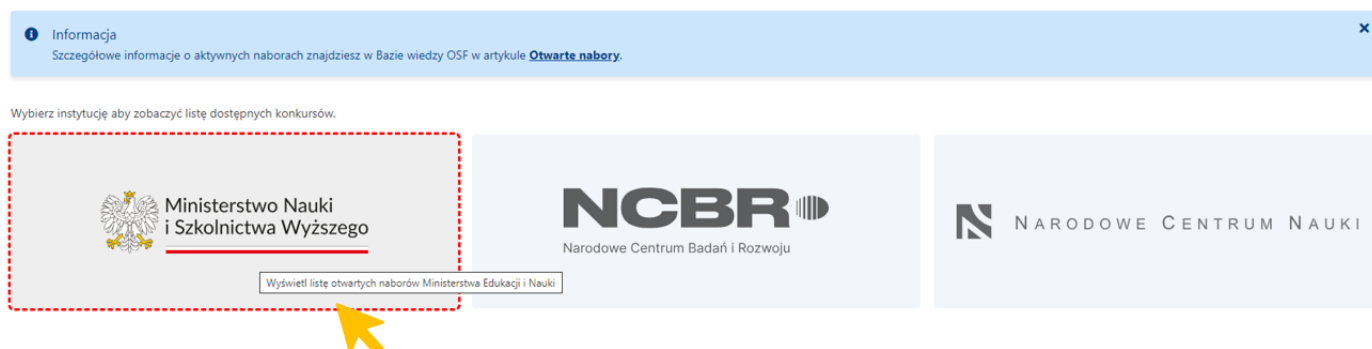 Informacja
Szczegółowe informacje o aktywnych naborach znajdziesz w Bazie wiedzy OSF w artykule Otwarte nabory.
Wybierz instytucję aby zobaczyć listę dostępnych konkursów.
Ministerstwo Nauki
i Szkolnictwa Wyższego
Wyświetl listę otwartych naborów Ministerstwa Edukacji i Nauki
NCBR
Narodowe Centrum Badań i Rozwoju
NARODOWE CENTRUM NAUKI